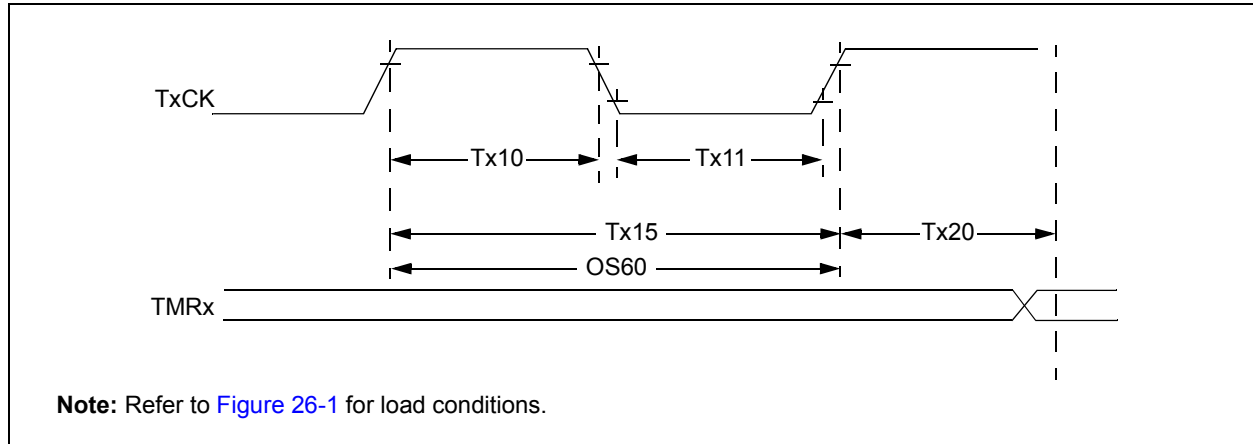 TxCK
Tx10
Tx11
Tx15
Tx20
OS60
TMRx
Note: Refer to Figure 26-1 for load conditions.